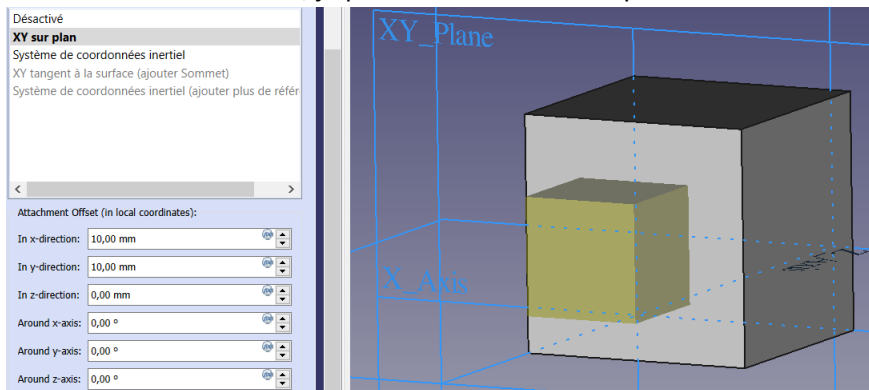 Désactivé
XY sur plan
Système de coordonnées inertiel
XY tangent à la surface (ajouter Sommet)
Système de coordonnées inertiel (ajouter plus de référ
Attachment Offset (in local coordinates):
In x-direction: 10,00 mm
In y-direction: 10,00 mm
In z-direction: 0,00 mm
Around x-axis: 0,00 °
Around y-axis: 0,00 °
Around z-axis: 0,00 °
XY_Plane
X_Axis